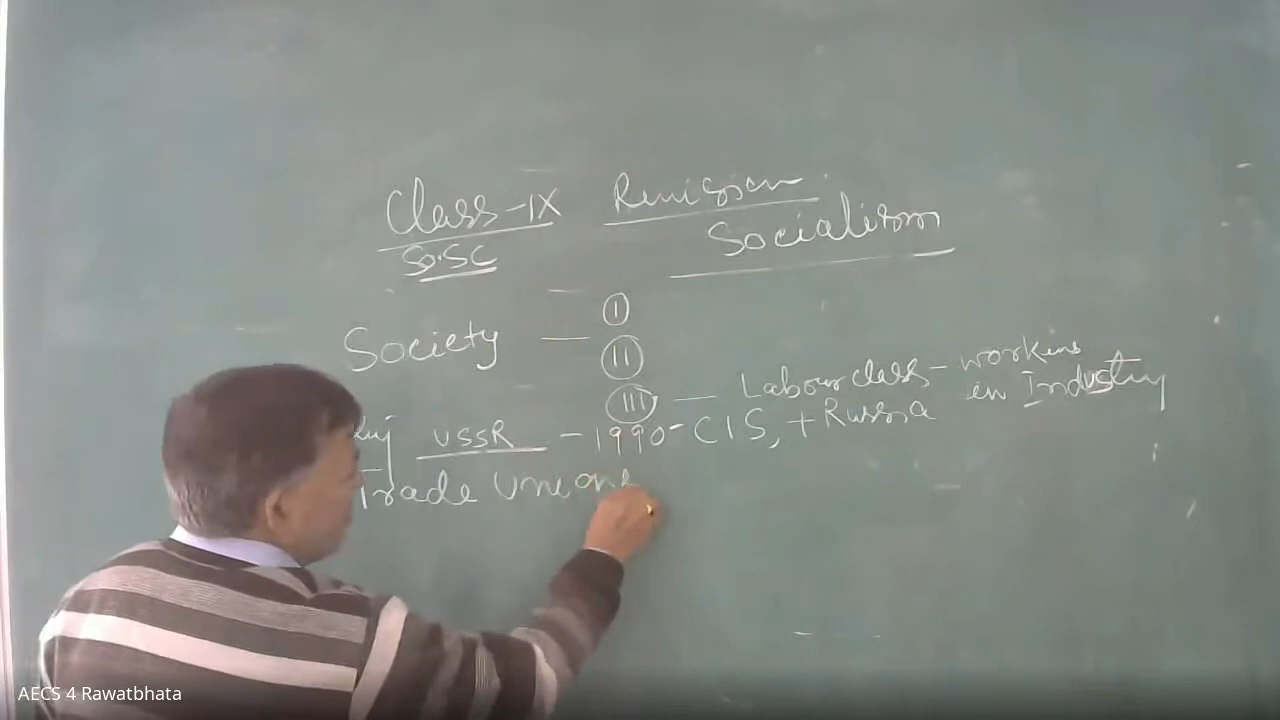 Class-IX Revision
So.SC Socialism
Society — I
II
III — Labour class - working in Industry
USSR - 1990 - CIS, + Russia
Trade Unions
AECS 4 Rawatbhata